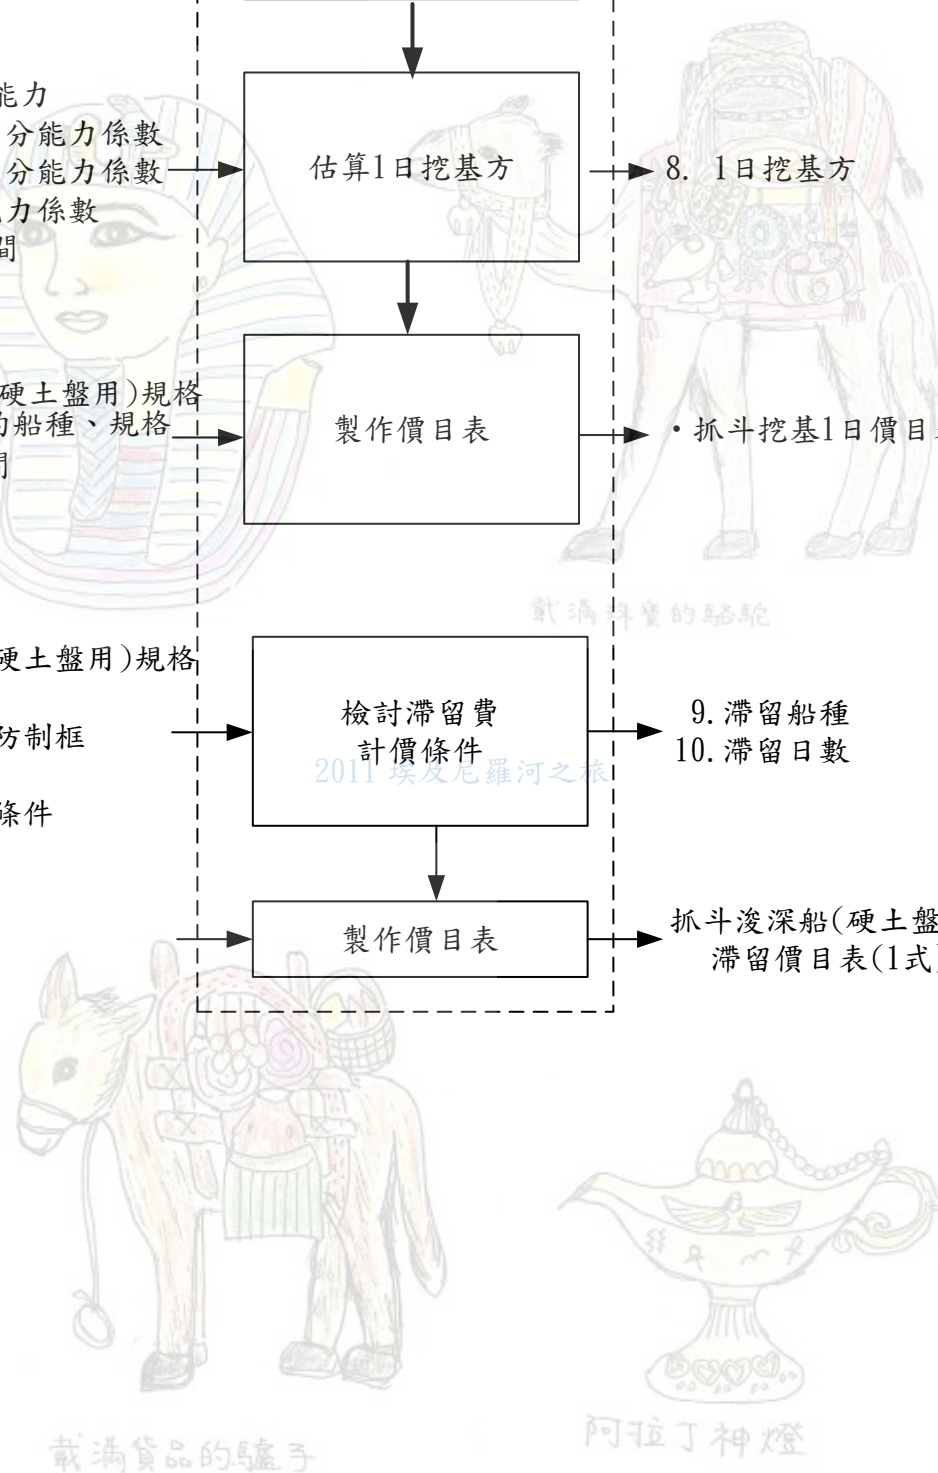 能力
分能力係數
分能力係數
力係數
間
估算1日挖基方
8. 1日挖基方
硬土盤用)規格
的船種、規格
間
製作價目表
・抓斗挖基1日價目
載滿珠寶的駱駝
硬土盤用)規格
防制框
條件
檢討滯留費
計價條件
9.滯留船種
10.滯留日數
2011 埃及尼羅河之旅
製作價目表
抓斗浚深船(硬土盤
滯留價目表(1式)
載滿貨品的驢子
阿拉丁神燈